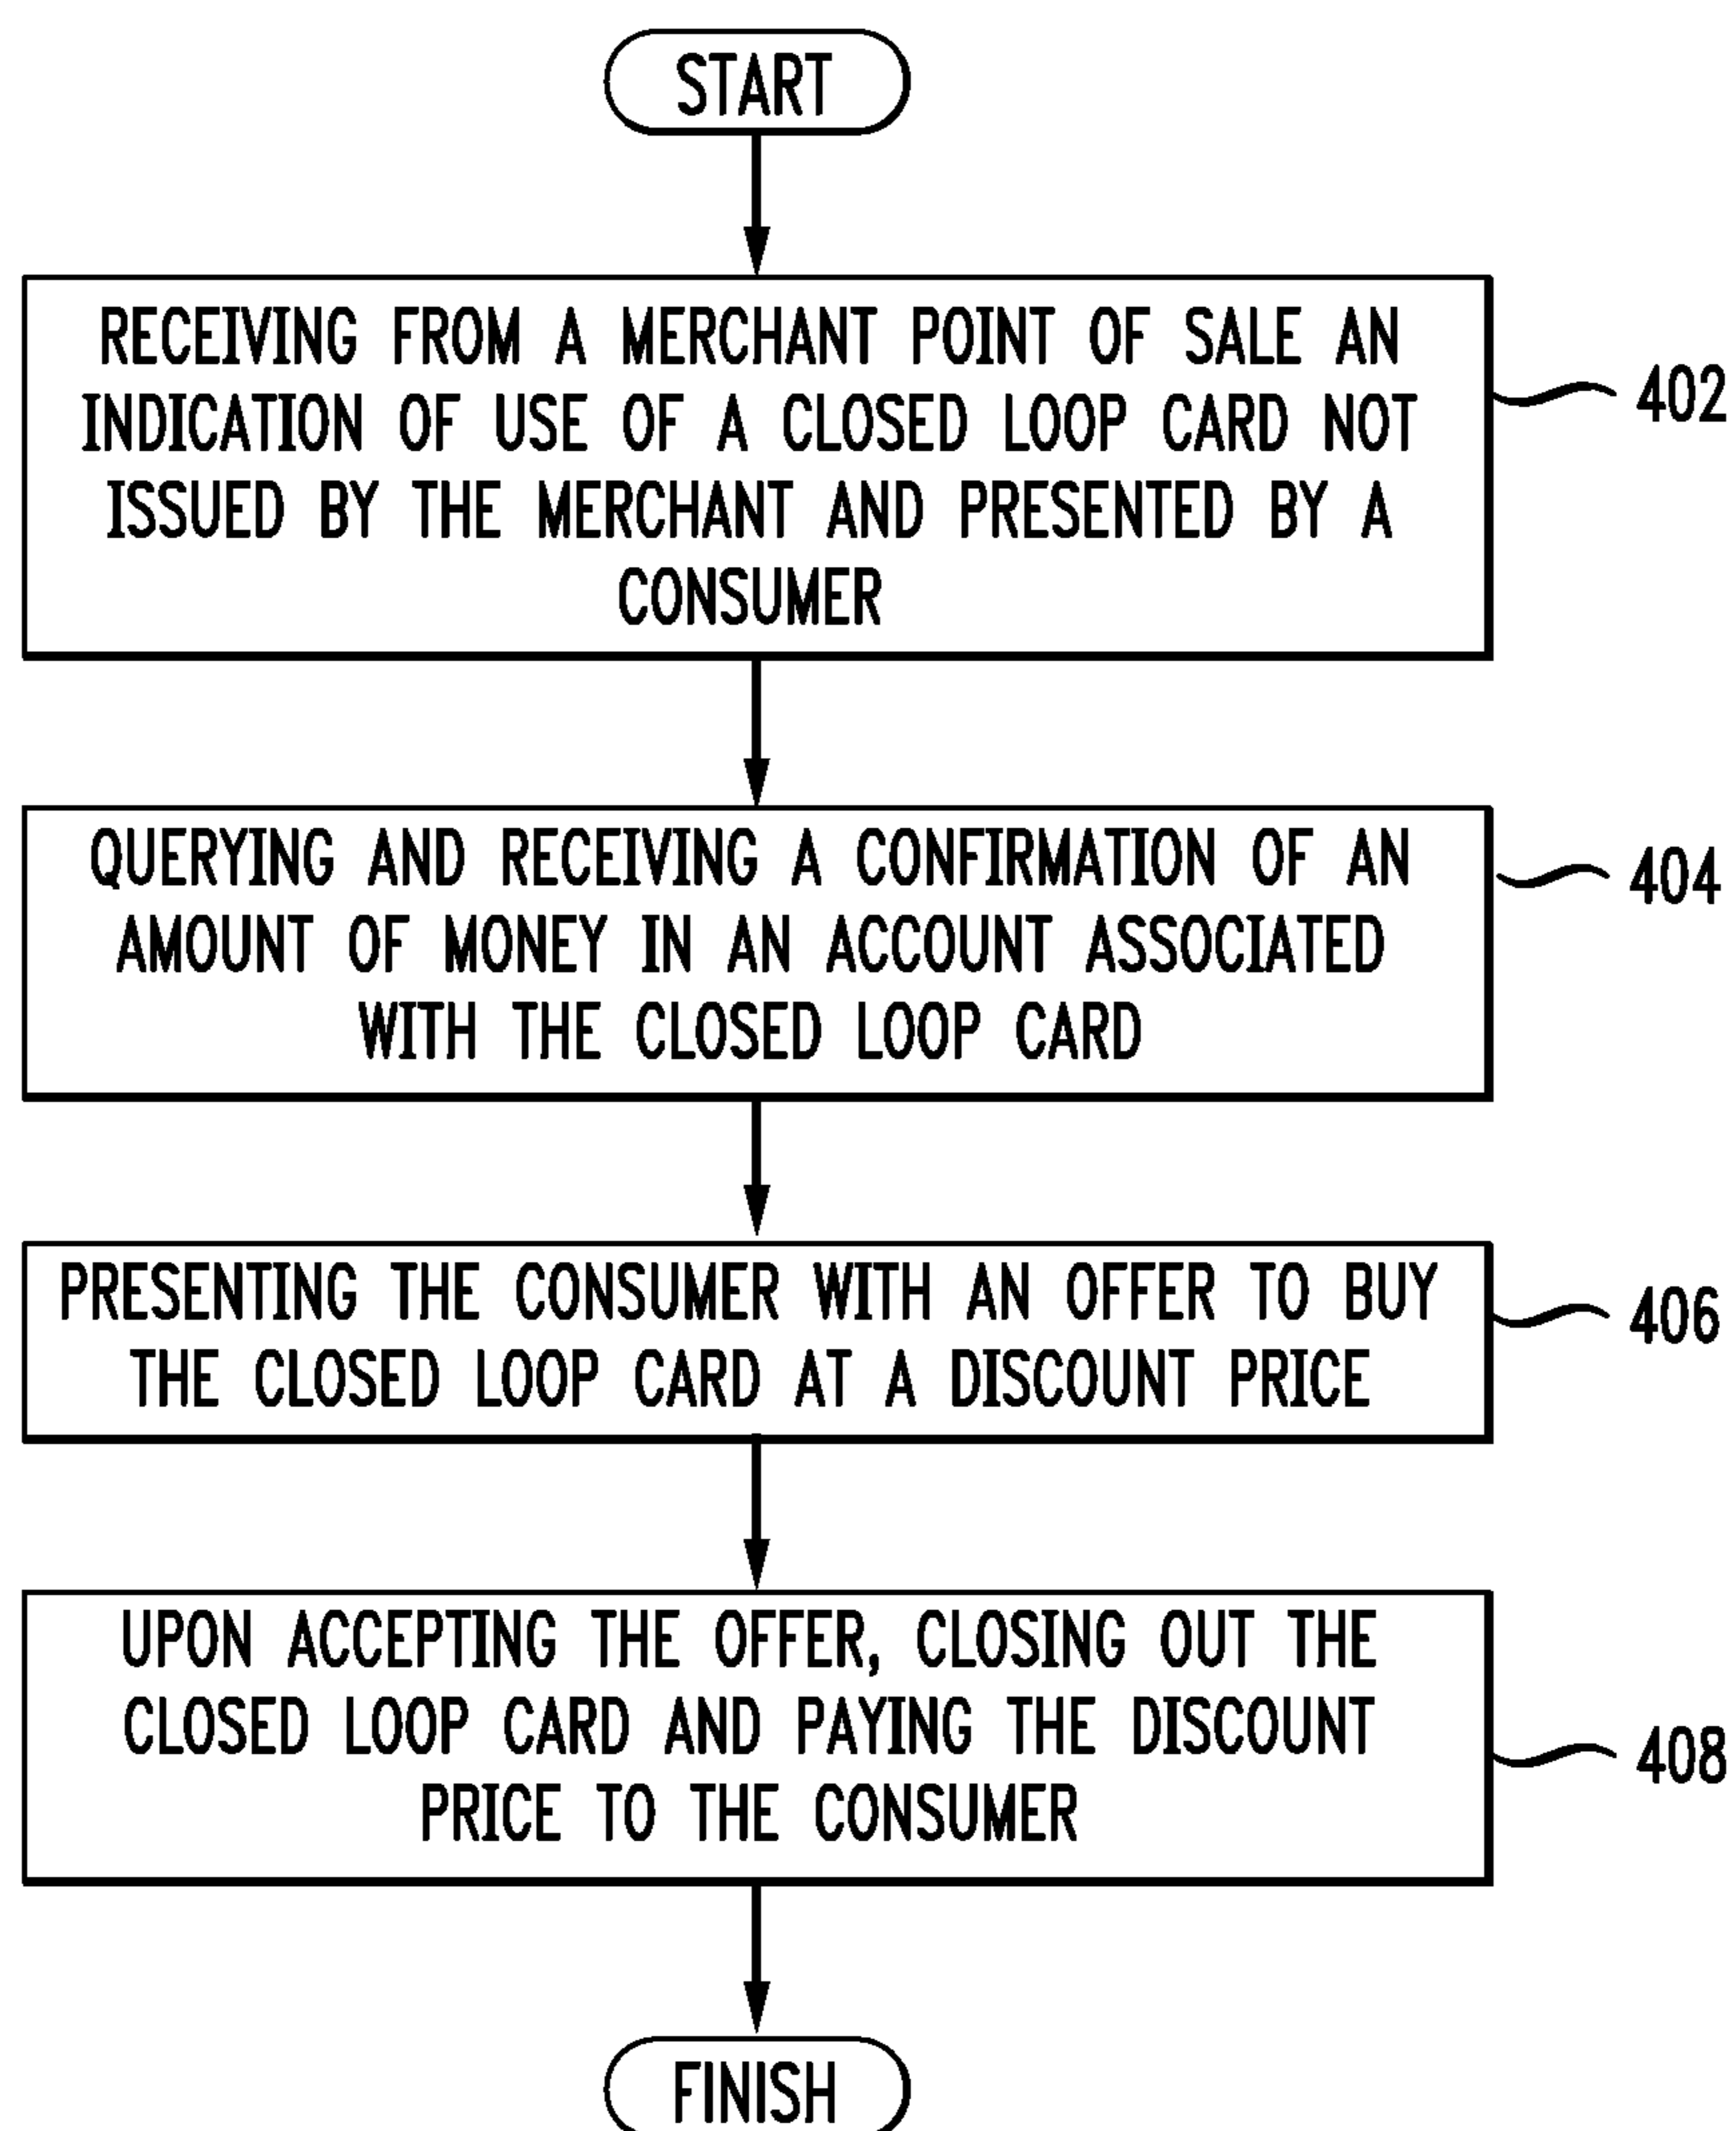 START
RECEIVING FROM A MERCHANT POINT OF SALE AN
INDICATION OF USE OF A CLOSED LOOP CARD NOT
ISSUED BY THE MERCHANT AND PRESENTED BY A
CONSUMER
402
QUERYING AND RECEIVING A CONFIRMATION OF AN
AMOUNT OF MONEY IN AN ACCOUNT ASSOCIATED
WITH THE CLOSED LOOP CARD
404
PRESENTING THE CONSUMER WITH AN OFFER TO BUY
THE CLOSED LOOP CARD AT A DISCOUNT PRICE
406
UPON ACCEPTING THE OFFER, CLOSING OUT THE
CLOSED LOOP CARD AND PAYING THE DISCOUNT
PRICE TO THE CONSUMER
408
FINISH